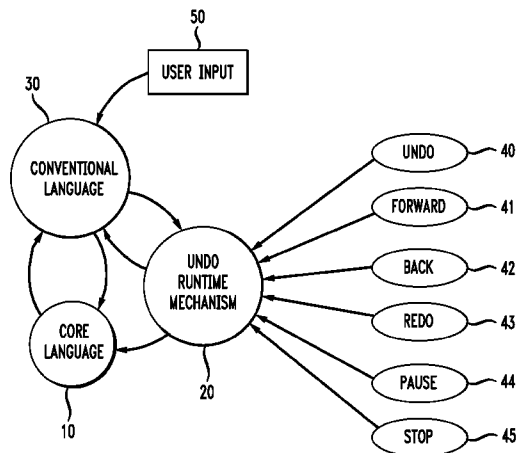 50
USER INPUT
30
CONVENTIONAL
LANGUAGE
UNDO
40
FORWARD
41
UNDO
RUNTIME
MECHANISM
BACK
42
CORE
LANGUAGE
REDO
43
20
10
PAUSE
44
STOP
45